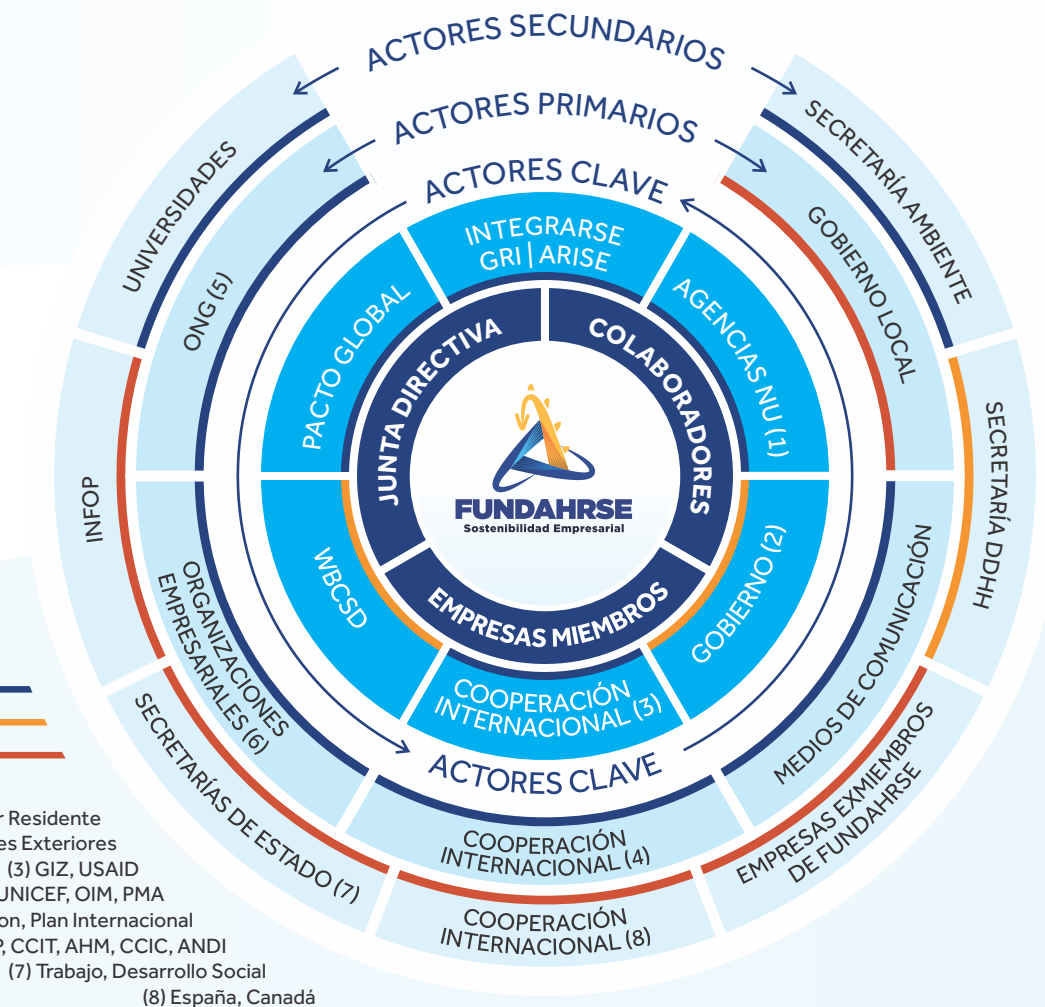 ACTORES SECUNDARIOS
ACTORES PRIMARIOS
ACTORES CLAVE
UNIVERSIDADES
SECRETARÍA AMBIENTE
ONG (5)
GOBIERNO LOCAL
INTEGRARSE
GRI | ARISE
PACTO GLOBAL
AGENCIAS NU (1)
JUNTA DIRECTIVA
COLABORADORES
FUNDAHRSE
Sostenibilidad Empresarial
EMPRESAS MIEMBROS
INFOP
SECRETARÍA DDHH
WBCSD
GOBIERNO (2)
COOPERACIÓN
INTERNACIONAL (3)
ORGANIZACIONES
EMPRESARIALES (6)
MEDIOS DE COMUNICACIÓN
ACTORES CLAVE
SECRETARÍAS DE ESTADO (7)
COOPERACIÓN
INTERNACIONAL (4)
EMPRESAS EXMIEMBROS
DE FUNDAHRSE
COOPERACIÓN
INTERNACIONAL (8)
Residente
Exteriores
(3) GIZ, USAID
UNICEF, OIM, PMA
Plan Internacional
CCIT, AHM, CCIC, ANDI
(7) Trabajo, Desarrollo Social
(8) España, Canadá